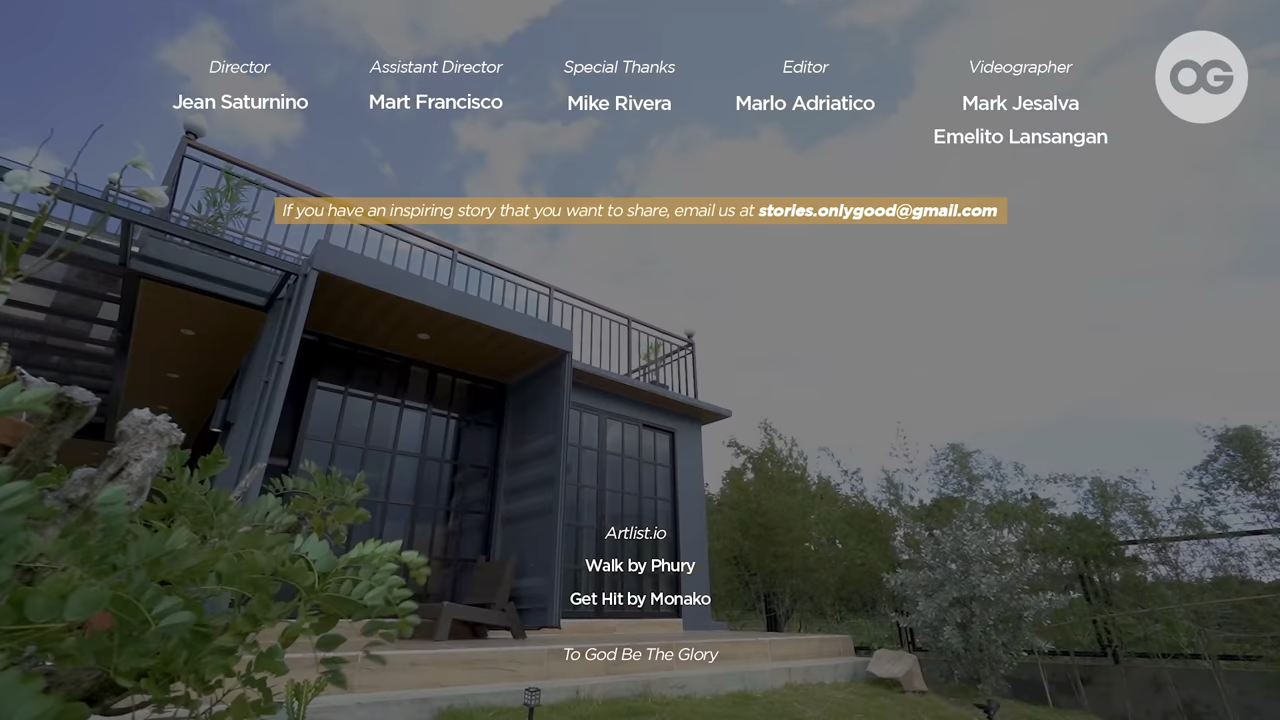 Director
Jean Saturnino
Assistant Director
Mart Francisco
Special Thanks
Mike Rivera
Editor
Marlo Adriatico
Videographer
Mark Jesalva
Emelito Lansangan
OG
If you have an inspiring story that you want to share, email us at stories.onlygood@gmail.com
Artlist.io
Walk by Phury
Get Hit by Monako
To God Be The Glory